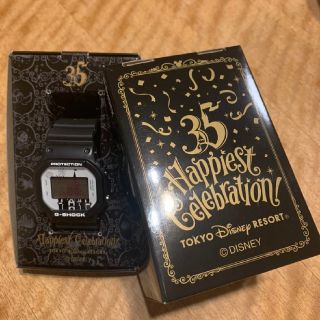 35
PROTECTION
G-SHOCK
Happiest Celebration!
35
Happiest
Celebration!
TOKYO DISNEY RESORT®
©DISNEY